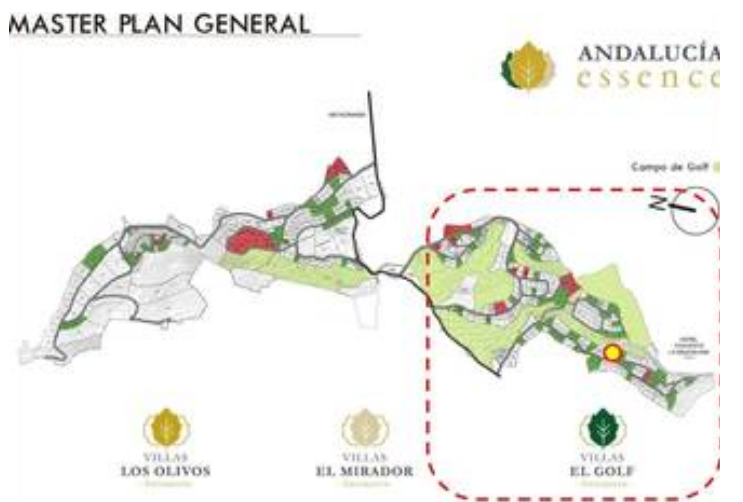 MASTER PLAN GENERAL
ANDALUCÍA
essence
Campo de Golf
N
VILLAS
LOS OLIVOS
VILLAS
EL MIRADOR
VILLAS
EL GOLF